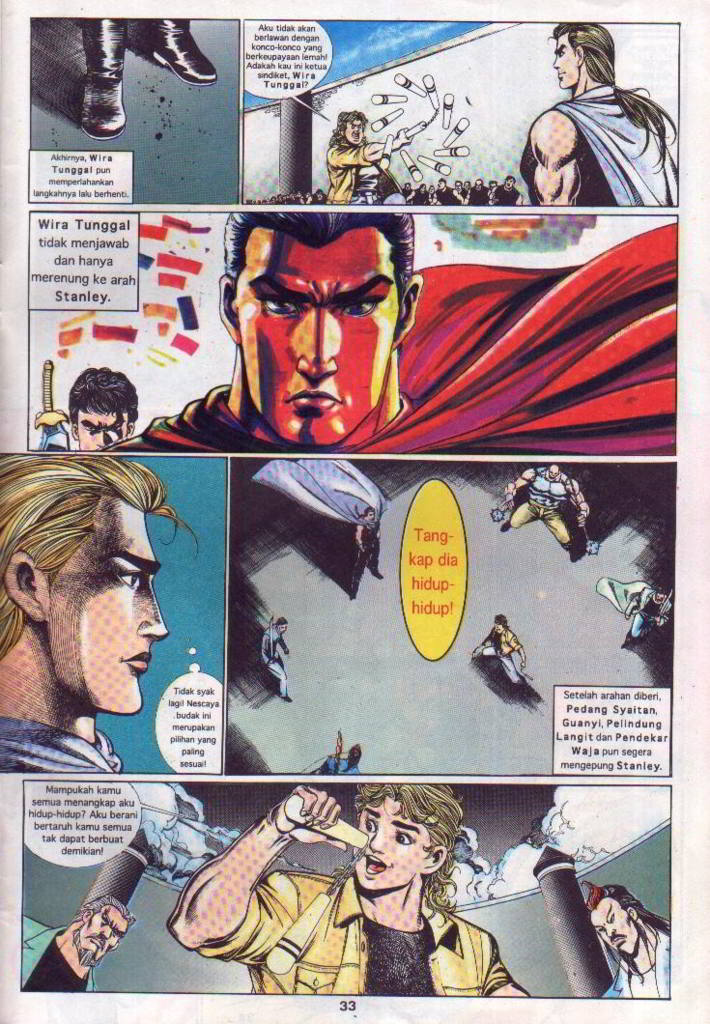 Akhirnya, Wira
Tunggal pun
memperlahankan
langkahnya lalu berhenti.
Aku tidak akan
berlawan dengan
konco-konco yang
berkeupayaan lemah!
Adakah kau ini ketua
sindiket, Wira
Tunggal?
Wira Tunggal
tidak menjawab
dan hanya
merenung ke arah
Stanley.
Tidak syak
lagi! Nescaya
budak ini
merupakan
pilihan yang
paling
sesuai!
Tang-
kap dia
hidup-
hidup!
Setelah arahan diberi,
Pedang Syaitan,
Guanyi, Pelindung
Langit dan Pendekar
Waja pun segera
mengepung Stanley.
Mampukah kamu
semua menangkap aku
hidup-hidup? Aku berani
bertaruh kamu semua
tak dapat berbuat
demikian!
33